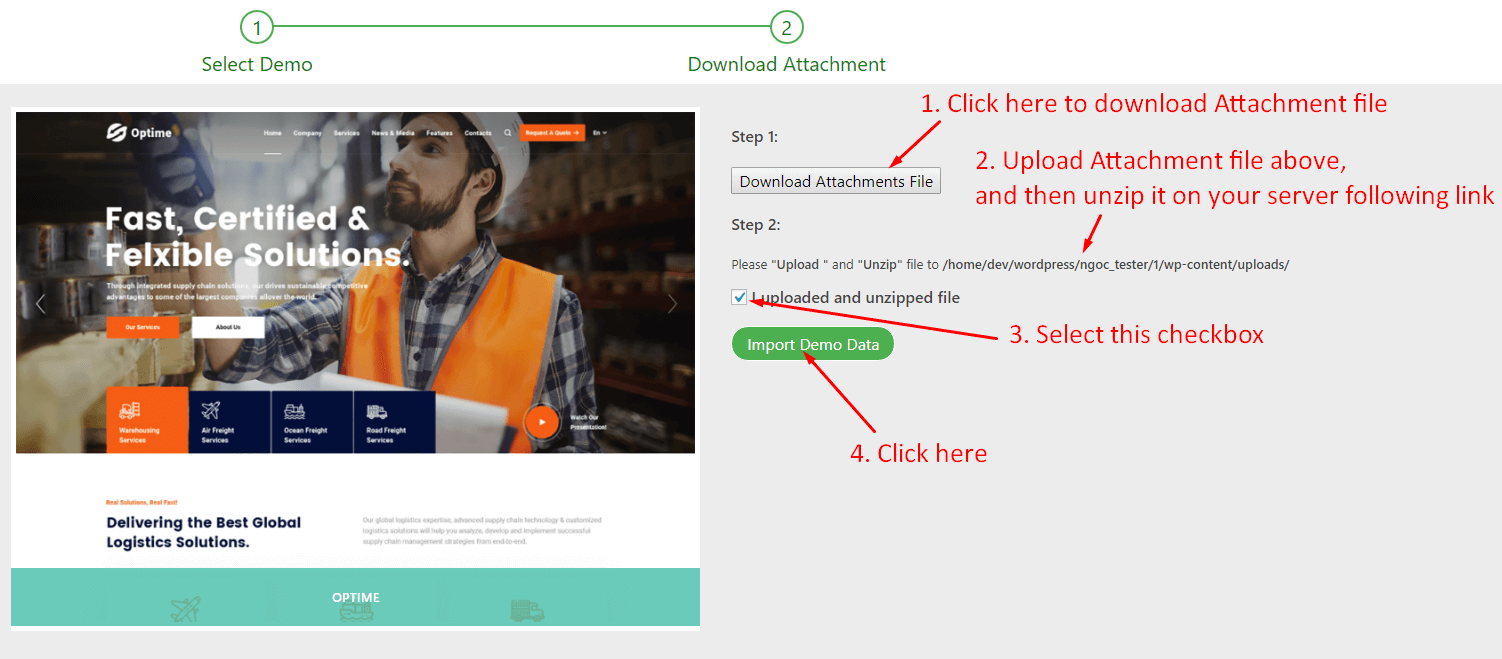 1
2
Select Demo
Download Attachment
Optime
Home Company Services News & Media Features Contacts
Request A Quote
En
Fast, Certified &
Felxible Solutions.
Through integrated supply chain solutions, our drives sustainable competitive
advantages to some of the largest companies allover the world.
Our Services
About Us
Warehousing
Services
Air Freight
Services
Ocean Freight
Services
Road Freight
Services
Watch Our
Presentation!
Real Solutions, Real Fast!
Delivering the Best Global
Logistics Solutions.
Our global logistics expertise, advanced supply chain technology & customized
logistics solutions will help you analyze, develop and implement successful
supply chain management strategies from end-to-end.
OPTIME
1. Click here to download Attachment file
Step 1:
Download Attachments File
2. Upload Attachment file above,
and then unzip it on your server following link
Step 2:
Please "Upload " and "Unzip" file to /home/dev/wordpress/ngoc_tester/1/wp-content/uploads/
I uploaded and unzipped file
3. Select this checkbox
Import Demo Data
4. Click here